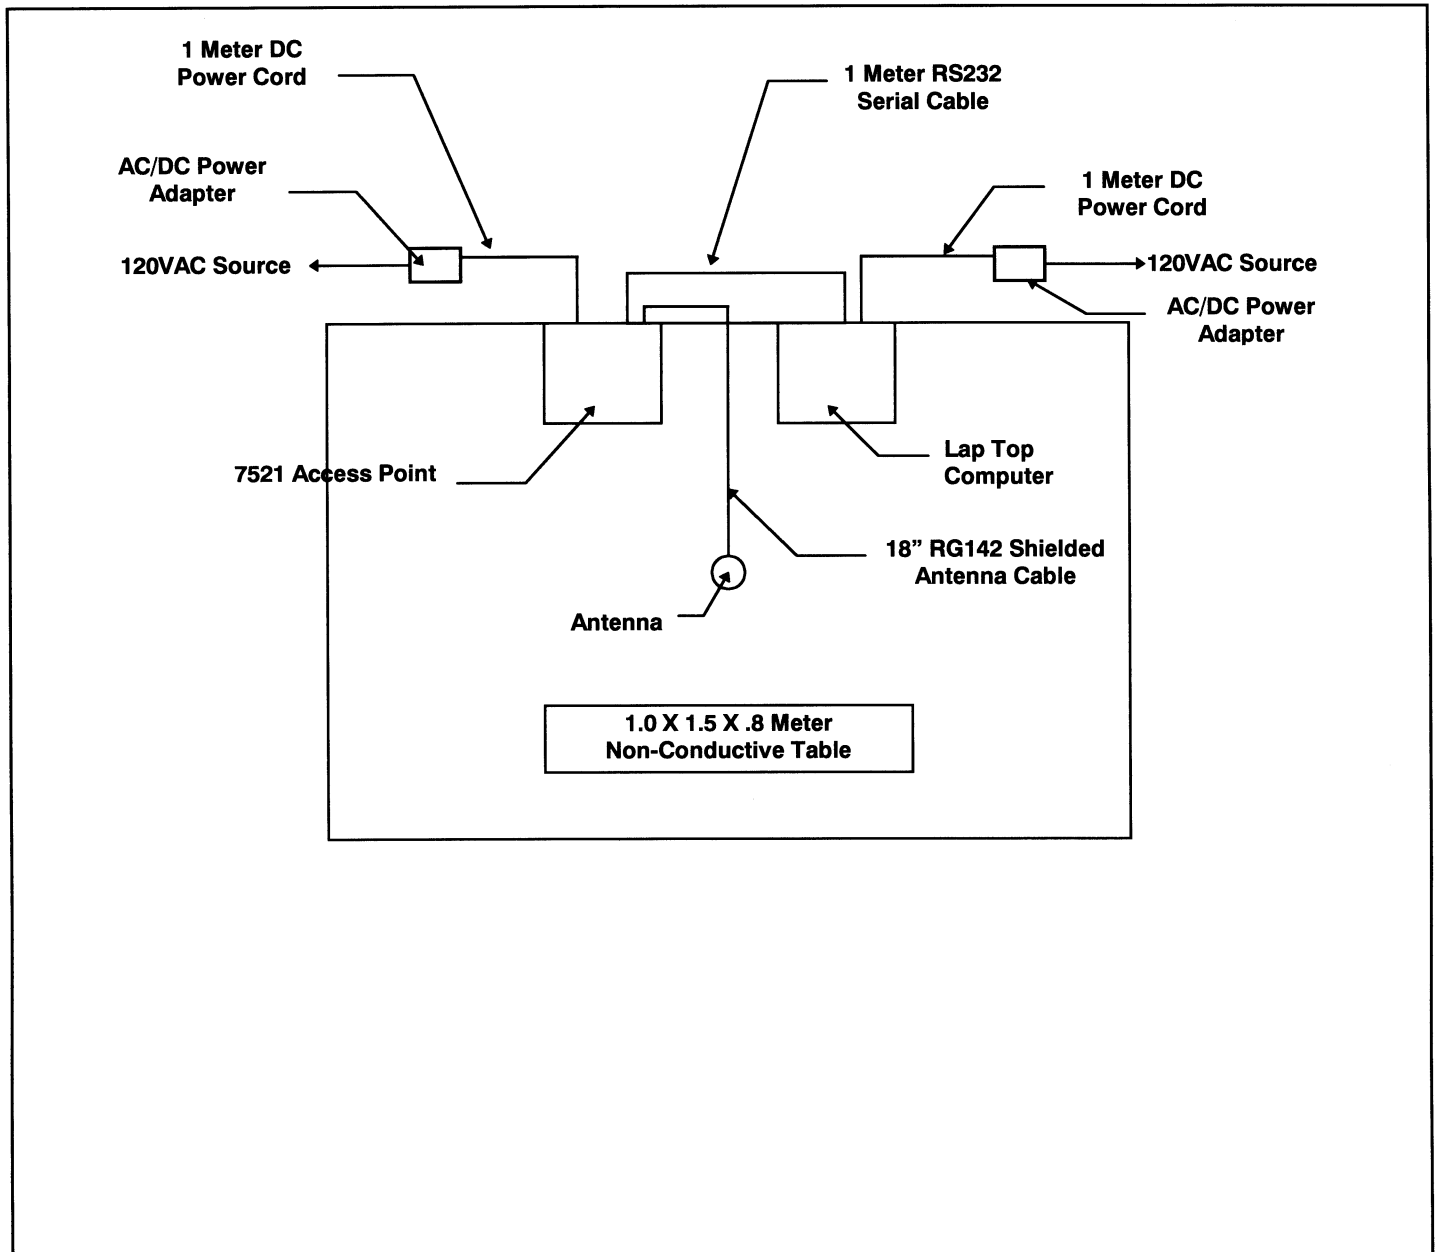 1 Meter DC
Power Cord
1 Meter RS232
Serial Cable
AC/DC Power
Adapter
1 Meter DC
Power Cord
120VAC Source
120VAC Source
AC/DC Power
Adapter
7521 Access Point
Lap Top
Computer
18” RG142 Shielded
Antenna Cable
Antenna
1.0 X 1.5 X .8 Meter
Non-Conductive Table